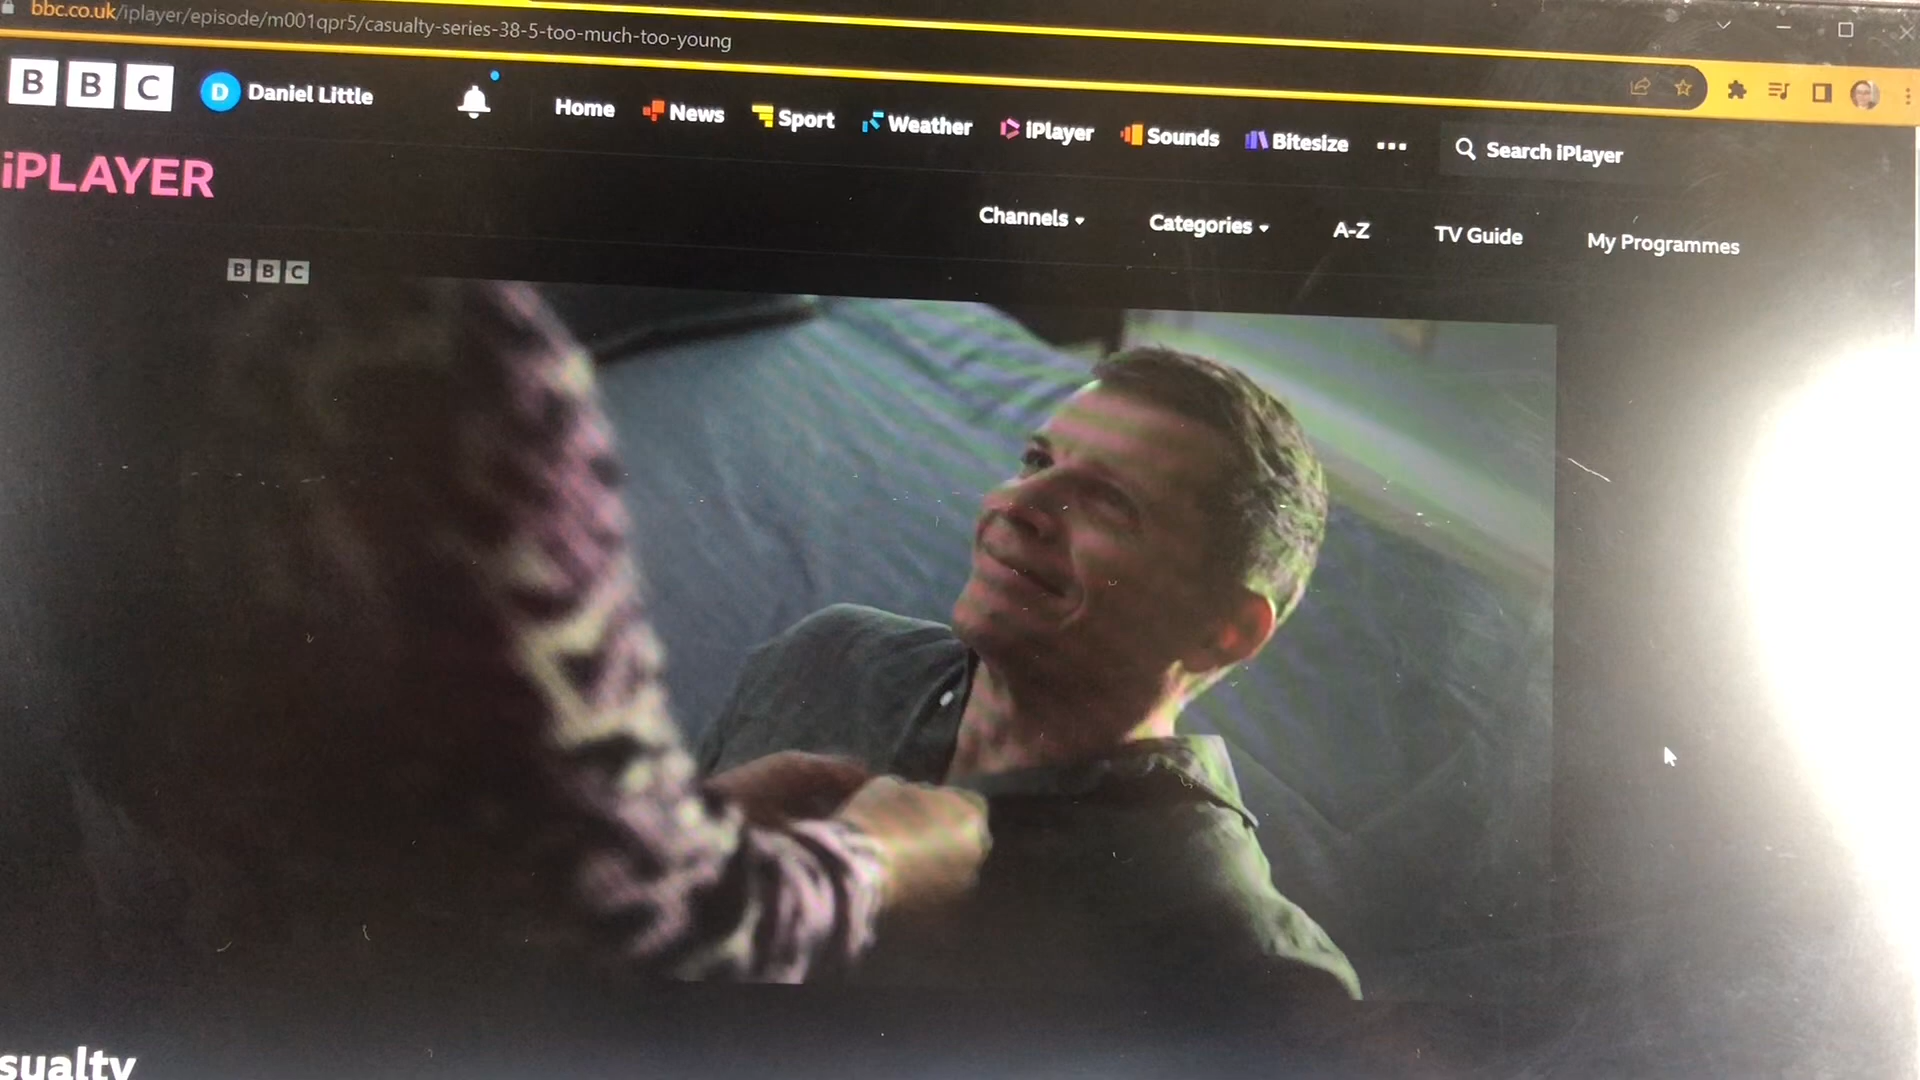 bbc.co.uk/iplayer/episode/m001qpr5/casualty-series-38-5-too-much-too-young
BBC
D Daniel Little
Home News Sport Weather iPlayer Sounds Bitesize ... Search iPlayer
iPLAYER
Channels Categories A-Z TV Guide My Programmes
BBC
sualty